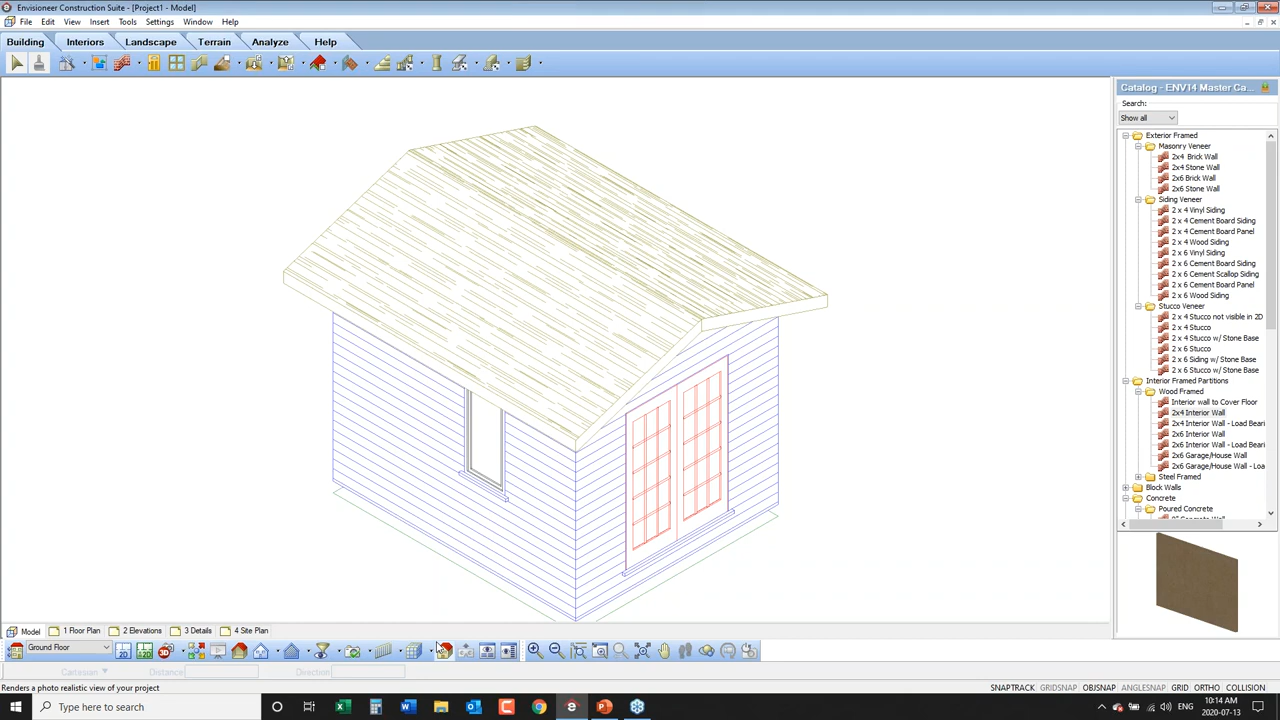 Envisioneer Construction Suite - [Project1 - Model]
File Edit View Insert Tools Settings Window Help
Building Interiors Landscape Terrain Analyze Help
Catalog - ENV14 Master Ca...
Search:
Show all
Exterior Framed
Masonry Veneer
2x4 Brick Wall
2x4 Stone Wall
2x6 Brick Wall
2x6 Stone Wall
Siding Veneer
2 x 4 Vinyl Siding
2 x 4 Cement Board Siding
2 x 4 Cement Board Panel
2 x 4 Wood Siding
2 x 6 Vinyl Siding
2 x 6 Cement Board Siding
2 x 6 Cement Scallop Siding
2 x 6 Cement Board Panel
2 x 6 Wood Siding
Stucco Veneer
2 x 4 Stucco not visible in 2D
2 x 4 Stucco
2 x 4 Stucco w/ Stone Base
2 x 6 Stucco
2 x 6 Siding w/ Stone Base
2 x 6 Stucco w/ Stone Base
Interior Framed Partitions
Wood Framed
Interior wall to Cover Floor
2x4 Interior Wall
2x4 Interior Wall - Load Beari
2x6 Interior Wall
2x6 Interior Wall - Load Beari
2x6 Garage/House Wall
2x6 Garage/House Wall - Loa
Steel Framed
Block Walls
Concrete
Poured Concrete
Model 1 Floor Plan 2 Elevations 3 Details 4 Site Plan
Ground Floor 2D 2D 3D
Cartesian Distance: Direction:
Renders a photo realistic view of your project
SNAPTRACK GRIDSNAP OBJSNAP ANGLESNAP GRID ORTHO COLLISION
Type here to search
10:14 AM
2020-07-13